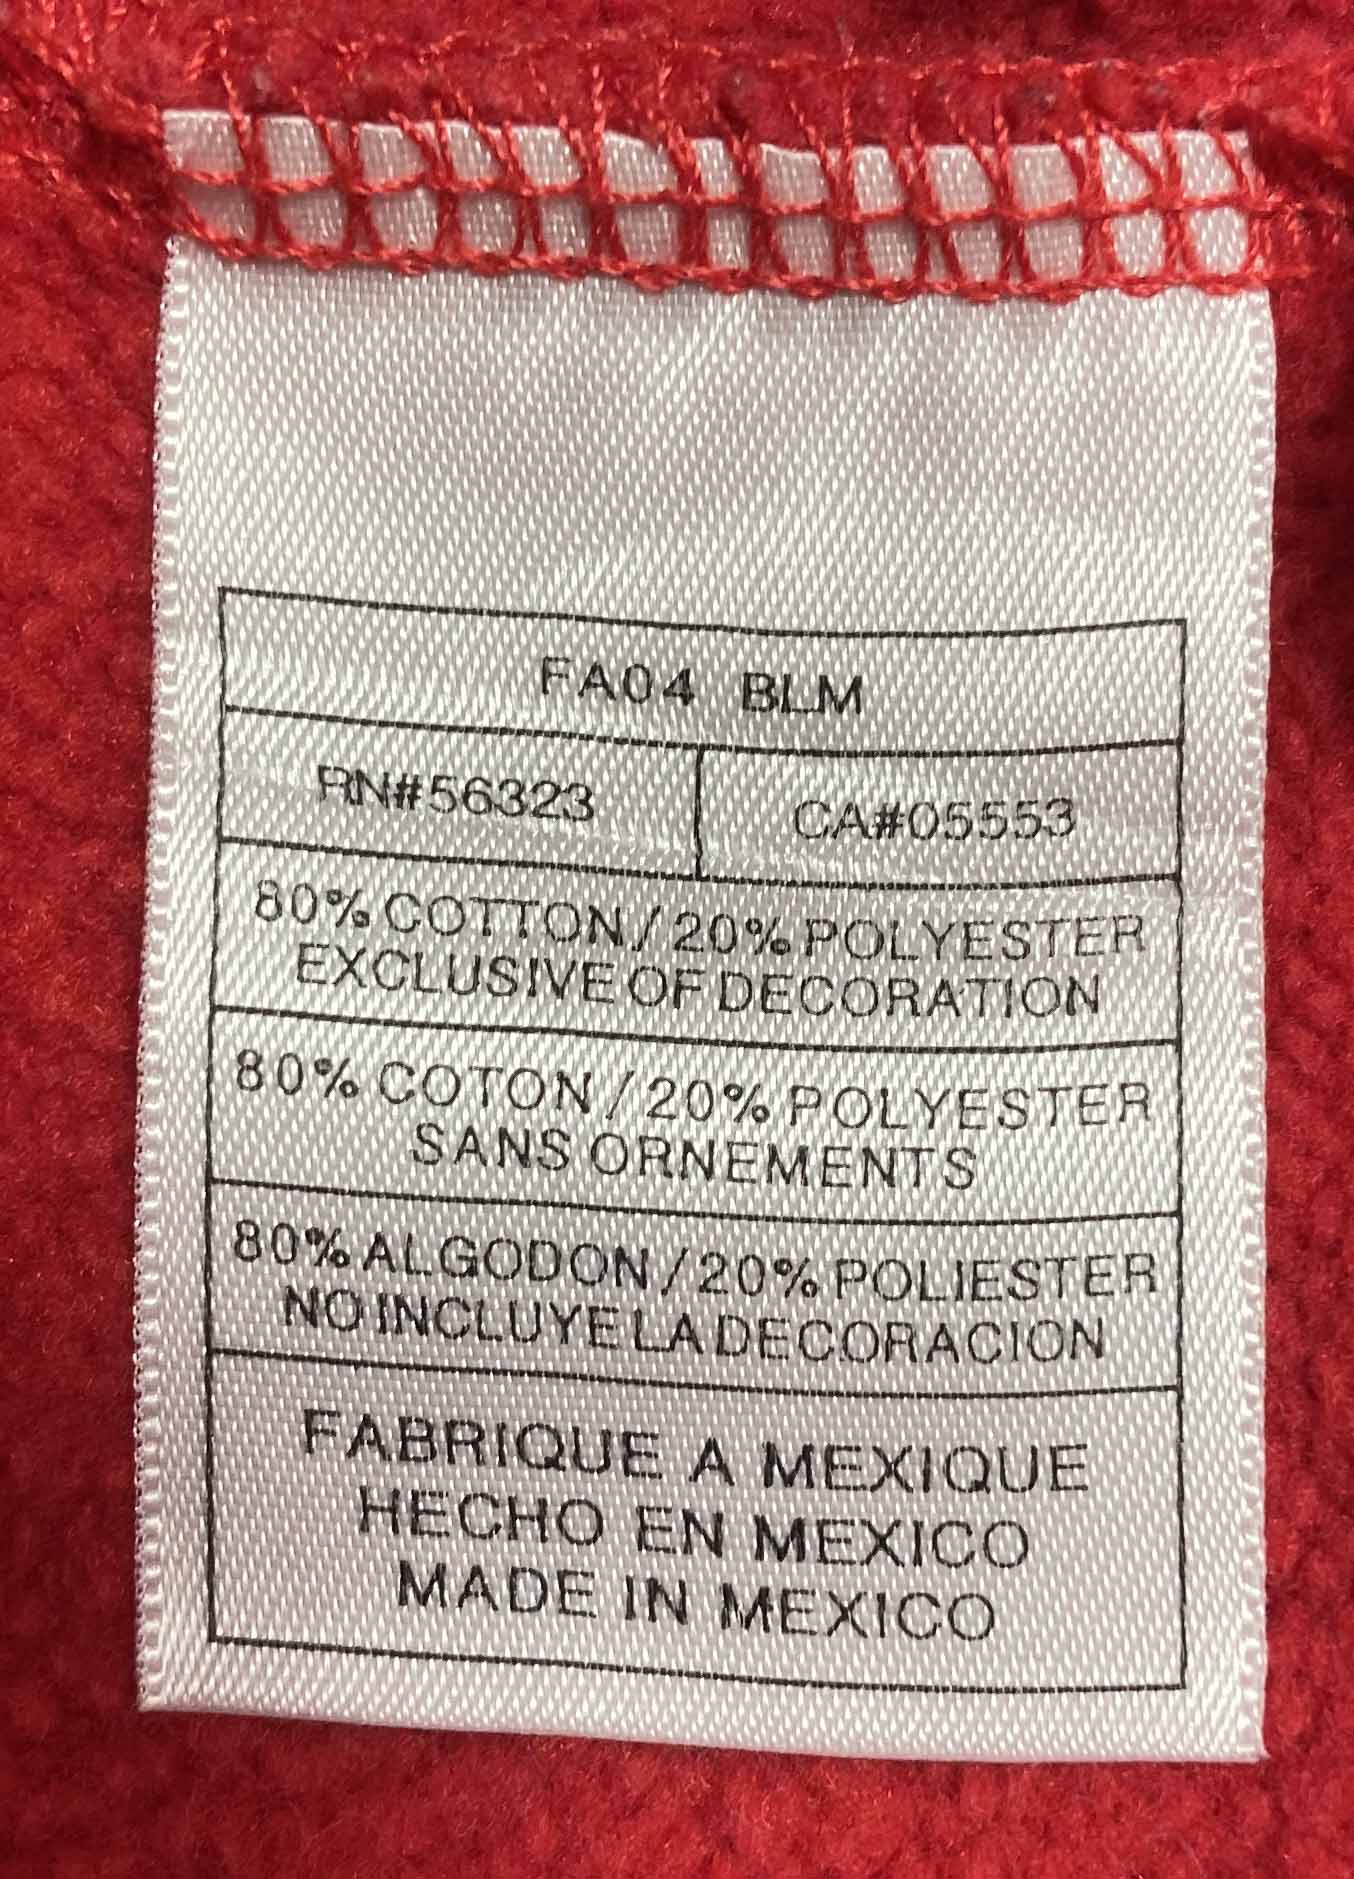 FA04 BLM
RN#56323 CA#05553
80% COTTON / 20% POLYESTER
EXCLUSIVE OF DECORATION
80% COTON / 20% POLYESTER
SANS ORNEMENTS
80% ALGODON / 20% POLIESTER
NO INCLUYE LA DECORACION
FABRIQUE A MEXIQUE
HECHO EN MEXICO
MADE IN MEXICO